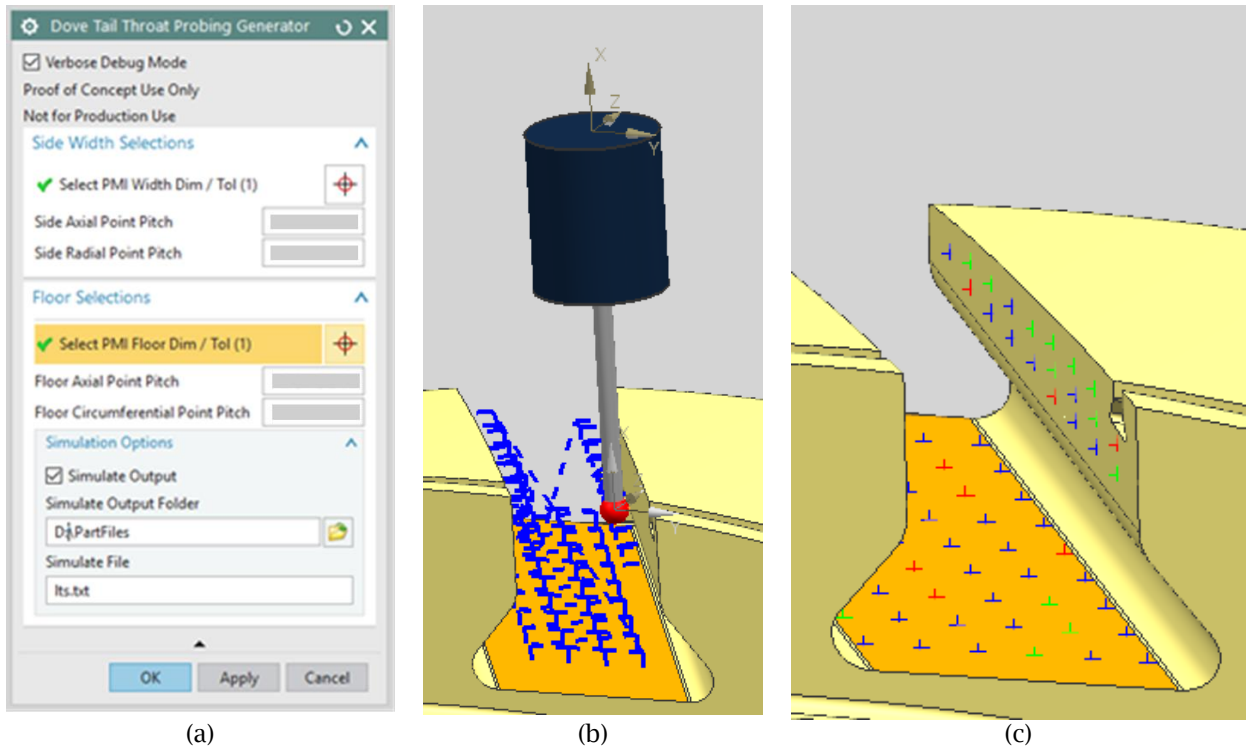 Dove Tail Throat Probing Generator
Verbose Debug Mode
Proof of Concept Use Only
Not for Production Use
Side Width Selections
Select PMI Width Dim / Tol (1)
Side Axial Point Pitch
Side Radial Point Pitch
Floor Selections
Select PMI Floor Dim / Tol (1)
Floor Axial Point Pitch
Floor Circumferential Point Pitch
Simulation Options
Simulate Output
Simulate Output Folder
D:\PartFiles
Simulate File
lts.txt
OK Apply Cancel
X
Z
Y
(a) (b) (c)